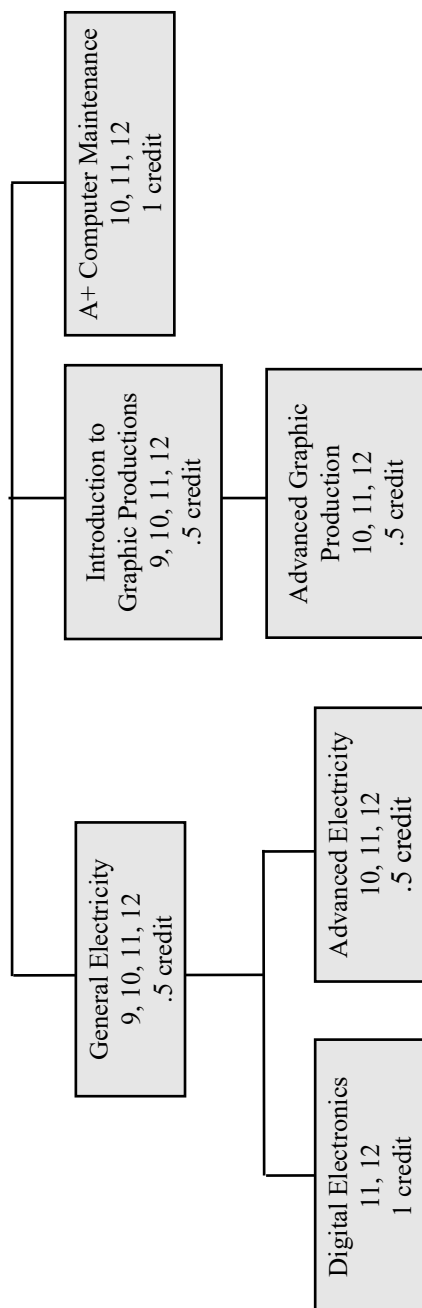 General Electricity
9, 10, 11, 12
.5 credit
Introduction to
Graphic Productions
9, 10, 11, 12
.5 credit
A+ Computer Maintenance
10, 11, 12
1 credit
Digital Electronics
11, 12
1 credit
Advanced Electricity
10, 11, 12
.5 credit
Advanced Graphic
Production
10, 11, 12
.5 credit